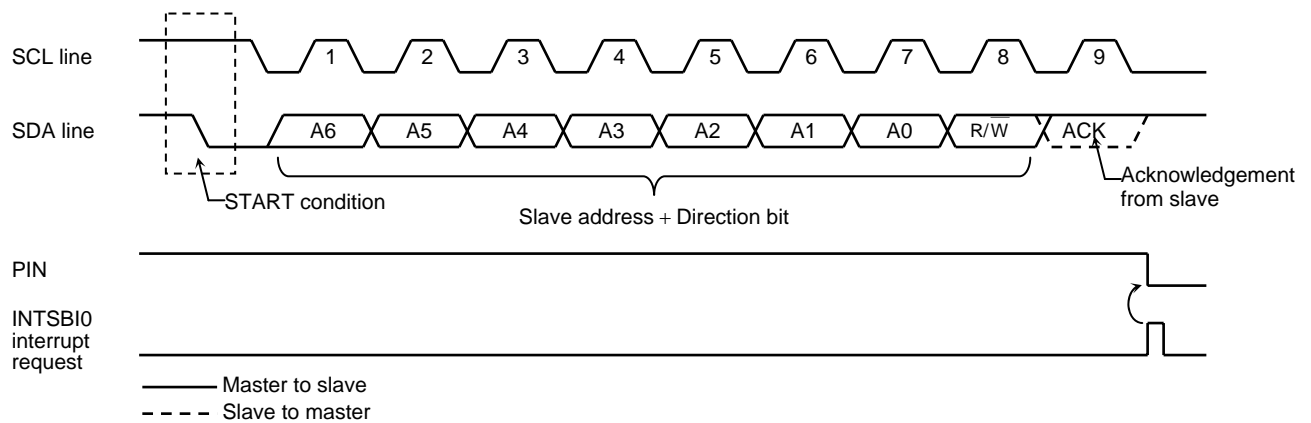 SCL line
1 2 3 4 5 6 7 8 9
SDA line
A6 A5 A4 A3 A2 A1 A0 R/W̅ ACK
START condition
Slave address + Direction bit
Acknowledgement
from slave
PIN
INTSBI0
interrupt
request
Master to slave
Slave to master